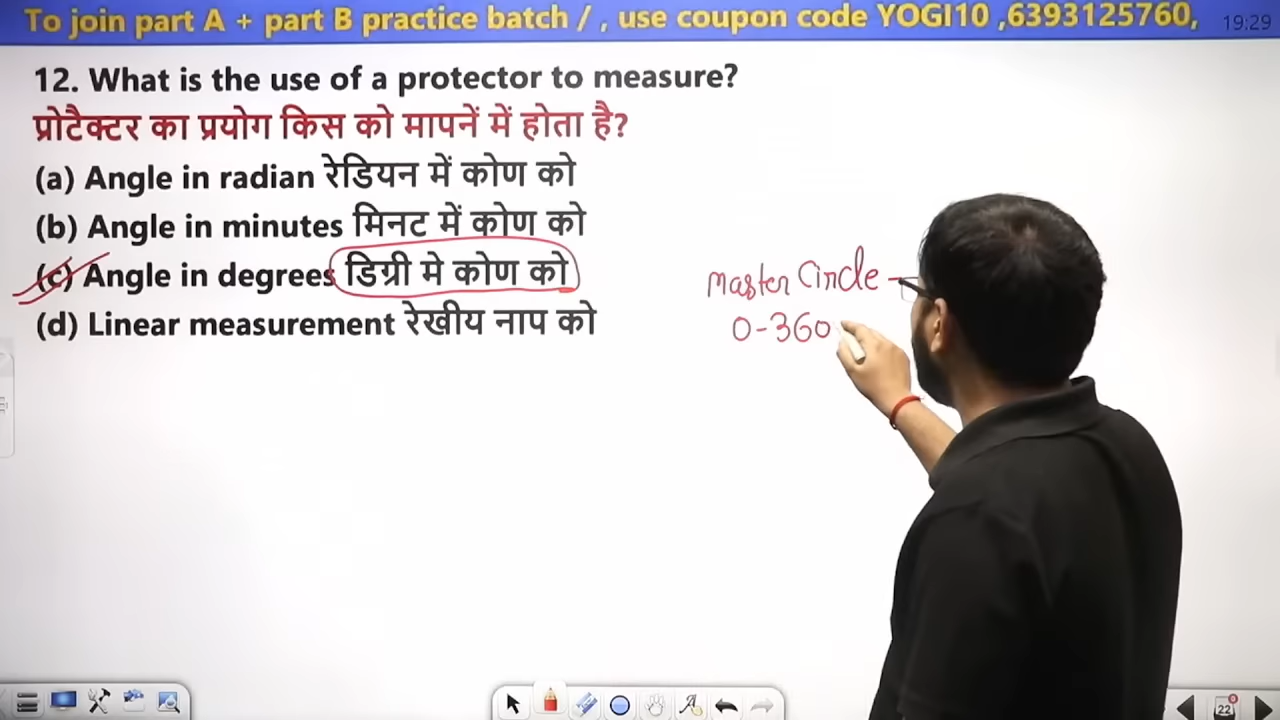 To join part A + part B practice batch / , use coupon code YOGI10 ,6393125760,
19:29
12. What is the use of a protector to measure?
प्रोटैक्टर का प्रयोग किस को मापनें में होता है?
(a) Angle in radian रेडियन में कोण को
(b) Angle in minutes मिनट में कोण को
(c) Angle in degrees डिग्री मे कोण को
(d) Linear measurement रेखीय नाप को
Master Circle -
0-360
22